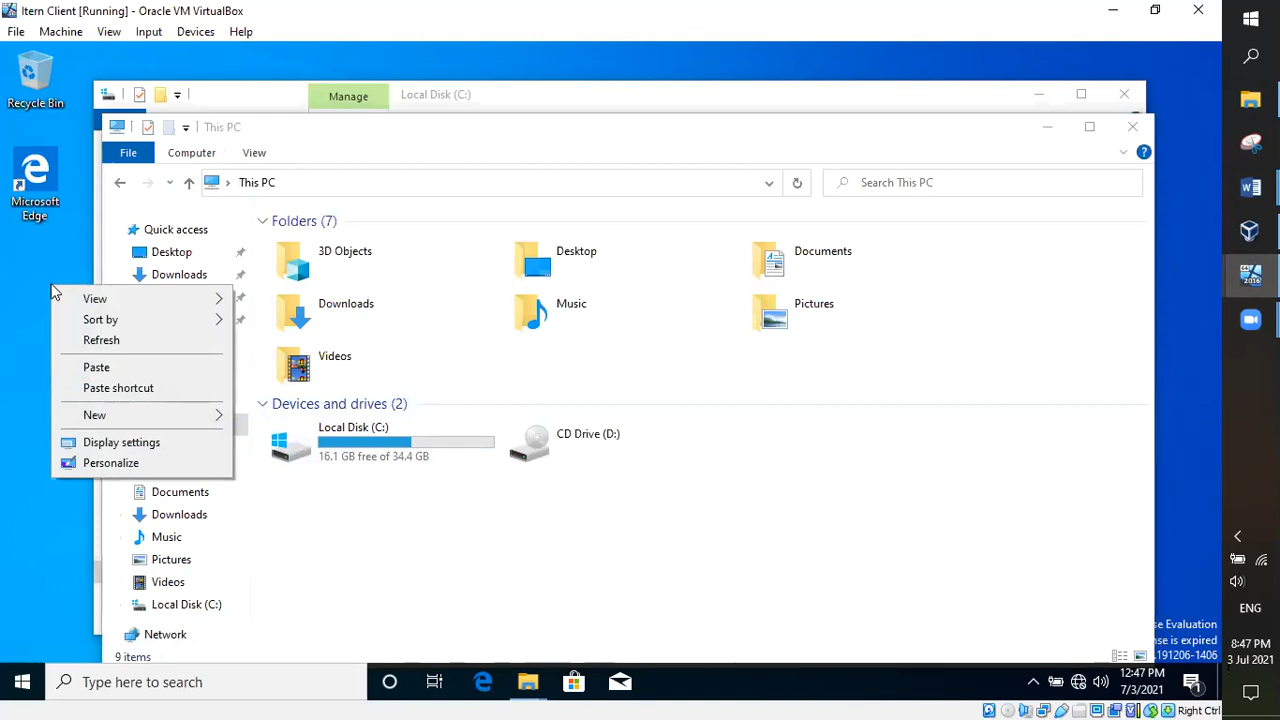 Itern Client [Running] - Oracle VM VirtualBox
File Machine View Input Devices Help
Recycle Bin
Microsoft
Edge
Manage Local Disk (C:)
This PC
File Computer View
This PC
Search This PC
Quick access
Desktop
Downloads
View
Sort by
Refresh
Paste
Paste shortcut
New
Display settings
Personalize
Documents
Downloads
Music
Pictures
Videos
Local Disk (C:)
Network
9 items
Folders (7)
3D Objects
Desktop
Documents
Downloads
Music
Pictures
Videos
Devices and drives (2)
Local Disk (C:)
16.1 GB free of 34.4 GB
CD Drive (D:)
se Evaluation
nse is expired
.191206-1406
Type here to search
12:47 PM
7/3/2021
1
Right Ctrl
2016
ENG
8:47 PM
3 Jul 2021